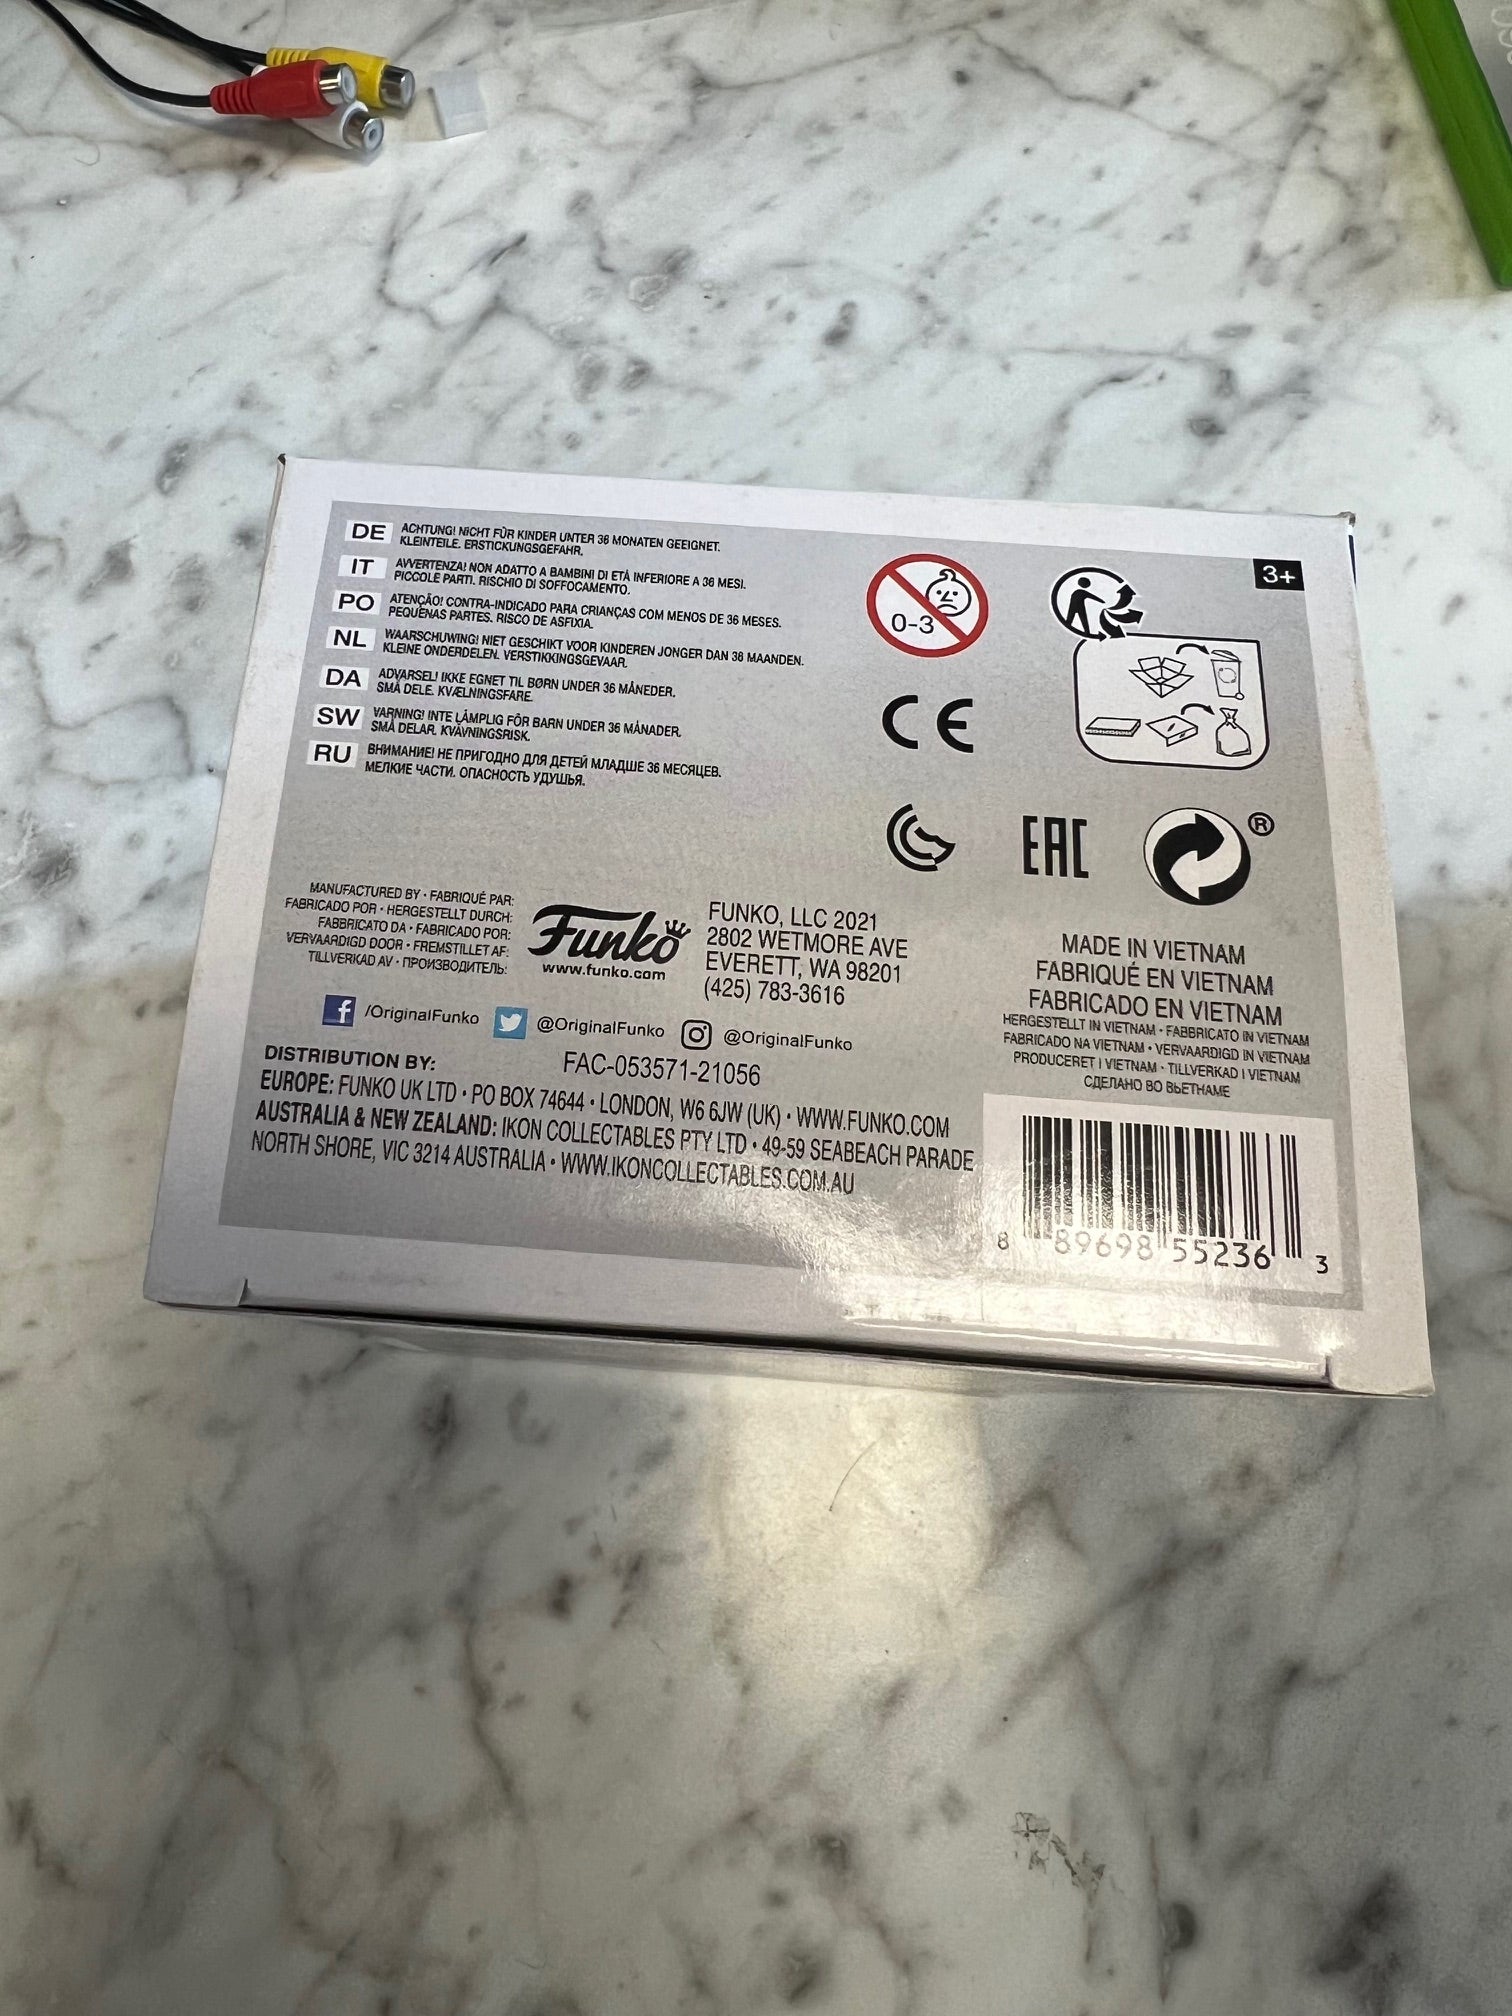 DE ACHTUNG! NICHT FÜR KINDER UNTER 36 MONATEN GEEIGNET.
KLEINTEILE. ERSTICKUNGSGEFAHR.
IT AVVERTENZA! NON ADATTO A BAMBINI DI ETÀ INFERIORE A 36 MESI.
PICCOLE PARTI. RISCHIO DI SOFFOCAMENTO.
PO ATENÇÃO! CONTRA-INDICADO PARA CRIANÇAS COM MENOS DE 36 MESES.
PEQUENAS PARTES. RISCO DE ASFIXIA.
NL WAARSCHUWING! NIET GESCHIKT VOOR KINDEREN JONGER DAN 36 MAANDEN.
KLEINE ONDERDELEN. VERSTIKKINGSGEVAAR.
DA ADVARSEL! IKKE EGNET TIL BØRN UNDER 36 MÅNEDER.
SMÅ DELE. KVÆLNINGSFARE.
SW VARNING! INTE LÄMPLIG FÖR BARN UNDER 36 MÅNADER.
SMÅ DELAR. KVÄVNINGSRISK.
RU ВНИМАНИЕ! НЕ ПРИГОДНО ДЛЯ ДЕТЕЙ МЛАДШЕ 36 МЕСЯЦЕВ.
МЕЛКИЕ ЧАСТИ. ОПАСНОСТЬ УДУШЬЯ.
0-3
3+
CE
EAC
®
MANUFACTURED BY • FABRIQUÉ PAR:
FABRICADO POR • HERGESTELLT DURCH:
FABBRICATO DA • FABRICADO POR:
VERVAARDIGD DOOR • FREMSTILLET AF:
TILLVERKAD AV • ПРОИЗВОДИТЕЛЬ:
Funko
www.funko.com
FUNKO, LLC 2021
2802 WETMORE AVE
EVERETT, WA 98201
(425) 783-3616
MADE IN VIETNAM
FABRIQUÉ EN VIETNAM
FABRICADO EN VIETNAM
HERGESTELLT IN VIETNAM • FABBRICATO IN VIETNAM
FABRICADO NA VIETNAM • VERVAARDIGD IN VIETNAM
PRODUCERET I VIETNAM • TILLVERKAD I VIETNAM
СДЕЛАНО ВО ВЬЕТНАМЕ
f /OriginalFunko @OriginalFunko @OriginalFunko
DISTRIBUTION BY: FAC-053571-21056
EUROPE: FUNKO UK LTD • PO BOX 74644 • LONDON, W6 6JW (UK) • WWW.FUNKO.COM
AUSTRALIA & NEW ZEALAND: IKON COLLECTABLES PTY LTD • 49-59 SEABEACH PARADE
NORTH SHORE, VIC 3214 AUSTRALIA • WWW.IKONCOLLECTABLES.COM.AU
8 89698 55236 3